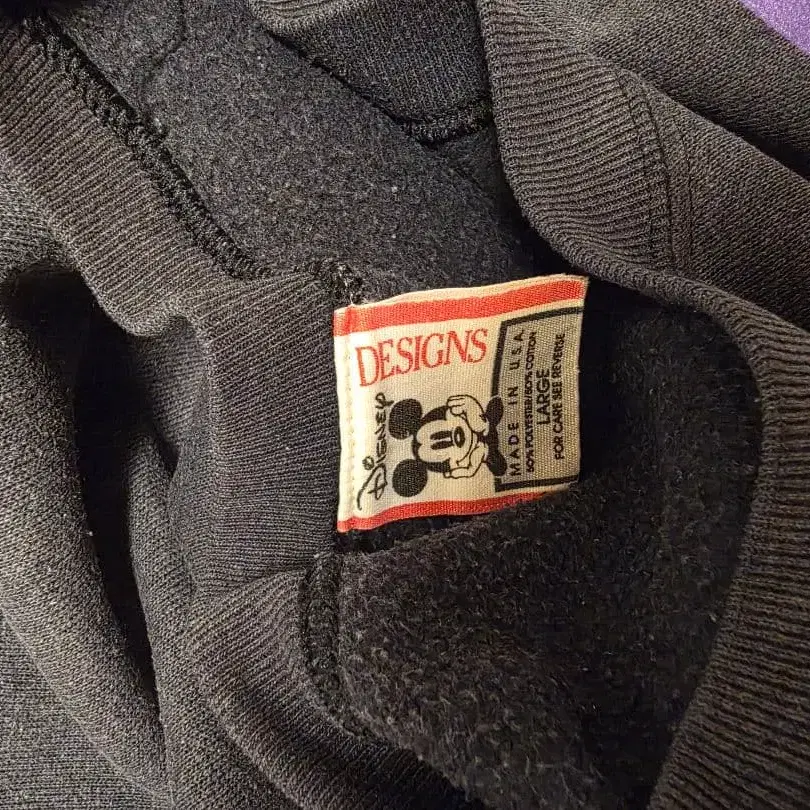 Disney
DESIGNS
MADE IN U.S.A.
50% POLYESTER/50% COTTON
LARGE
FOR CARE SEE REVERSE